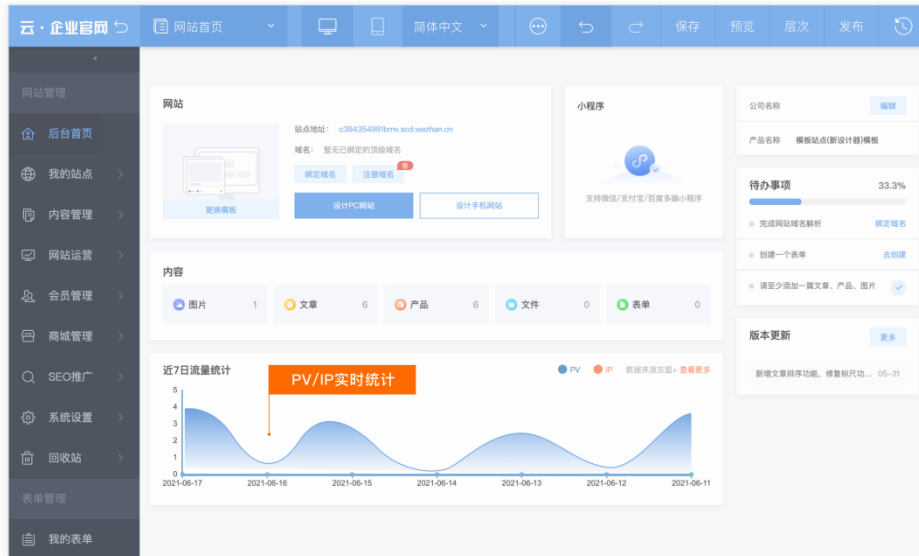 云·企业官网
网站首页
简体中文
保存
预览
层次
发布
网站管理
后台首页
我的站点
内容管理
网站运营
会员管理
商城管理
SEO推广
系统设置
回收站
表单管理
我的表单
网站
更换模板
站点地址： c384354991bmv.scd.wezhan.cn
域名： 暂无已绑定的顶级域名
绑定域名
注册域名
惠
设计PC网站
设计手机网站
小程序
支持微信/支付宝/百度多端小程序
公司名称
编辑
产品名称 模板站点(新设计器)模板
待办事项 33.3%
完成网站域名解析 绑定域名
创建一个表单 去创建
请至少添加一篇文章、产品、图片
版本更新 更多
新增文章排序功能，修复标尺功... 05-31
内容
图片 1
文章 6
产品 6
文件 0
表单 0
近7日流量统计
PV/IP实时统计
PV IP 数据来源友盟+ 查看更多
5
4
3
2
1
0
2021-06-17 2021-06-16 2021-06-15 2021-06-14 2021-06-13 2021-06-12 2021-06-11